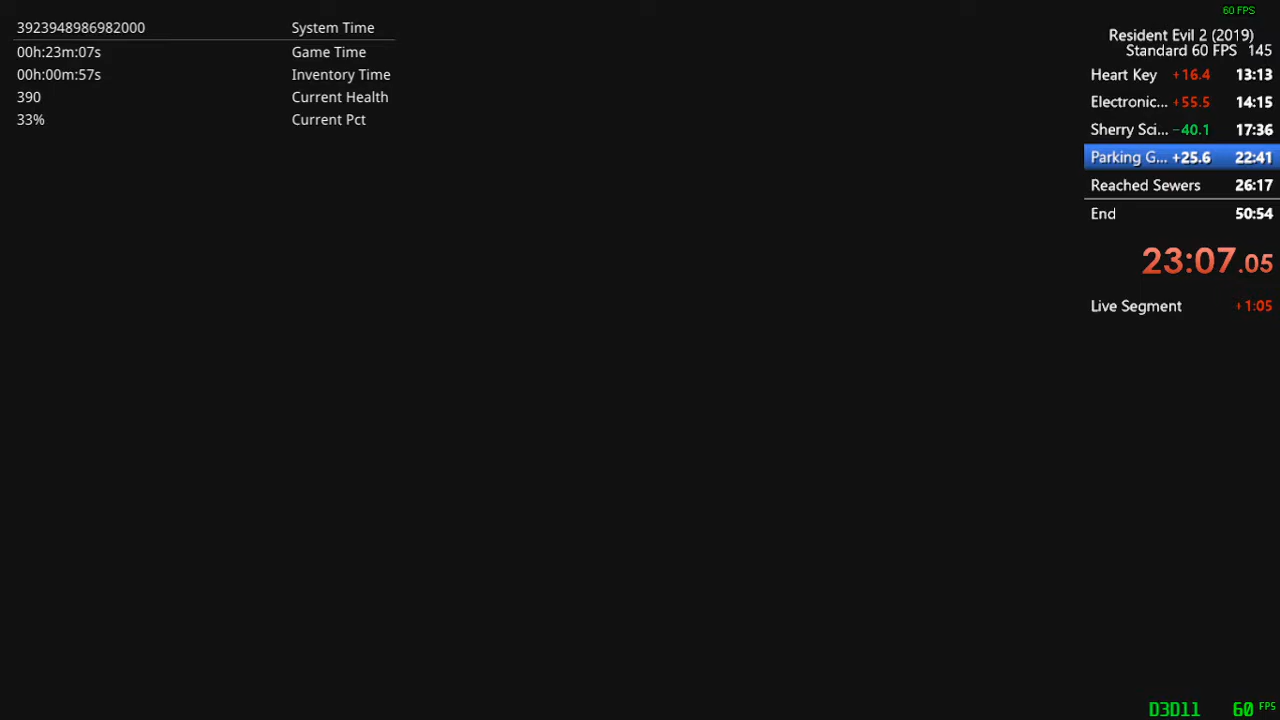 60 FPS
3923948986982000 System Time
00h:23m:07s Game Time
00h:00m:57s Inventory Time
390 Current Health
33% Current Pct
Resident Evil 2 (2019)
Standard 60 FPS 145
Heart Key +16.4 13:13
Electronic... +55.5 14:15
Sherry Sci... −40.1 17:36
Parking G... +25.6 22:41
Reached Sewers 26:17
End 50:54
23:07.05
Live Segment +1:05
D3D11 60 FPS